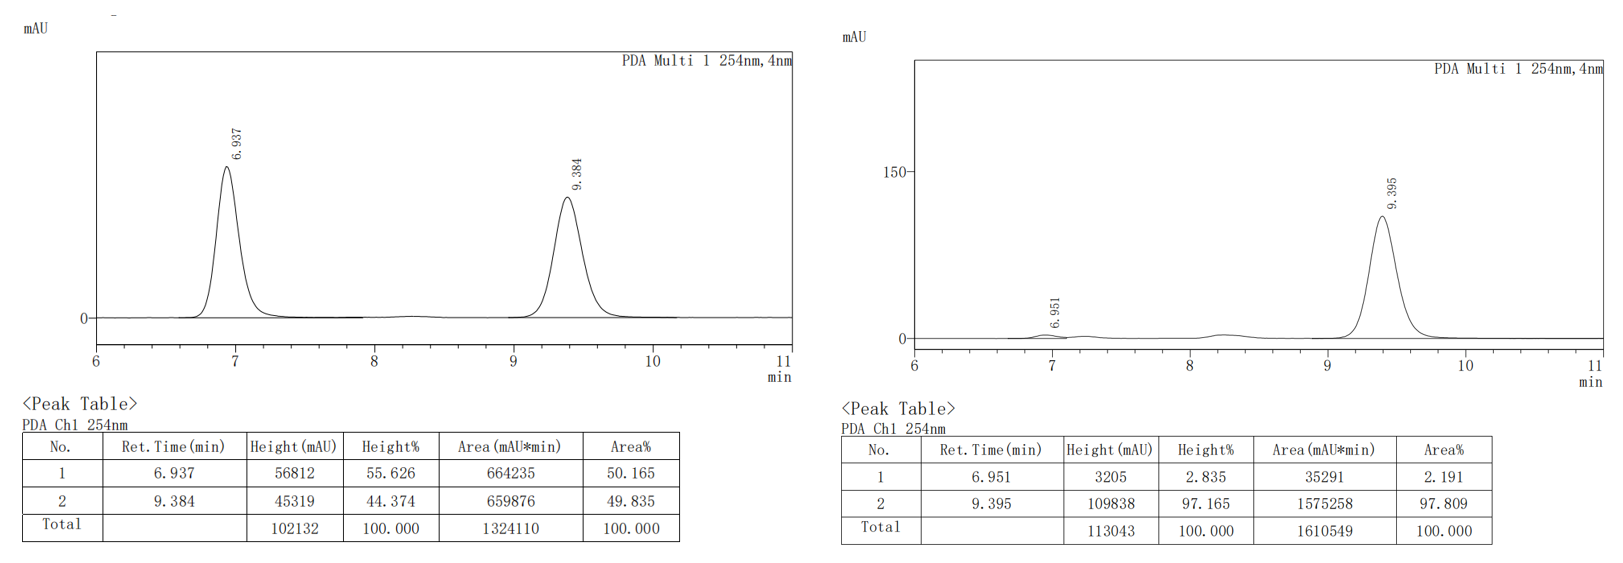 mAU
PDA Multi 1 254nm,4nm
6.937
9.384
0
6 7 8 9 10 11
min
<Peak Table>
PDA Ch1 254nm
No. Ret.Time(min) Height(mAU) Height% Area(mAU*min) Area%
1 6.937 56812 55.626 664235 50.165
2 9.384 45319 44.374 659876 49.835
Total 102132 100.000 1324110 100.000
mAU
PDA Multi 1 254nm,4nm
150
9.395
6.951
0
6 7 8 9 10 11
min
<Peak Table>
PDA Ch1 254nm
No. Ret.Time(min) Height(mAU) Height% Area(mAU*min) Area%
1 6.951 3205 2.835 35291 2.191
2 9.395 109838 97.165 1575258 97.809
Total 113043 100.000 1610549 100.000